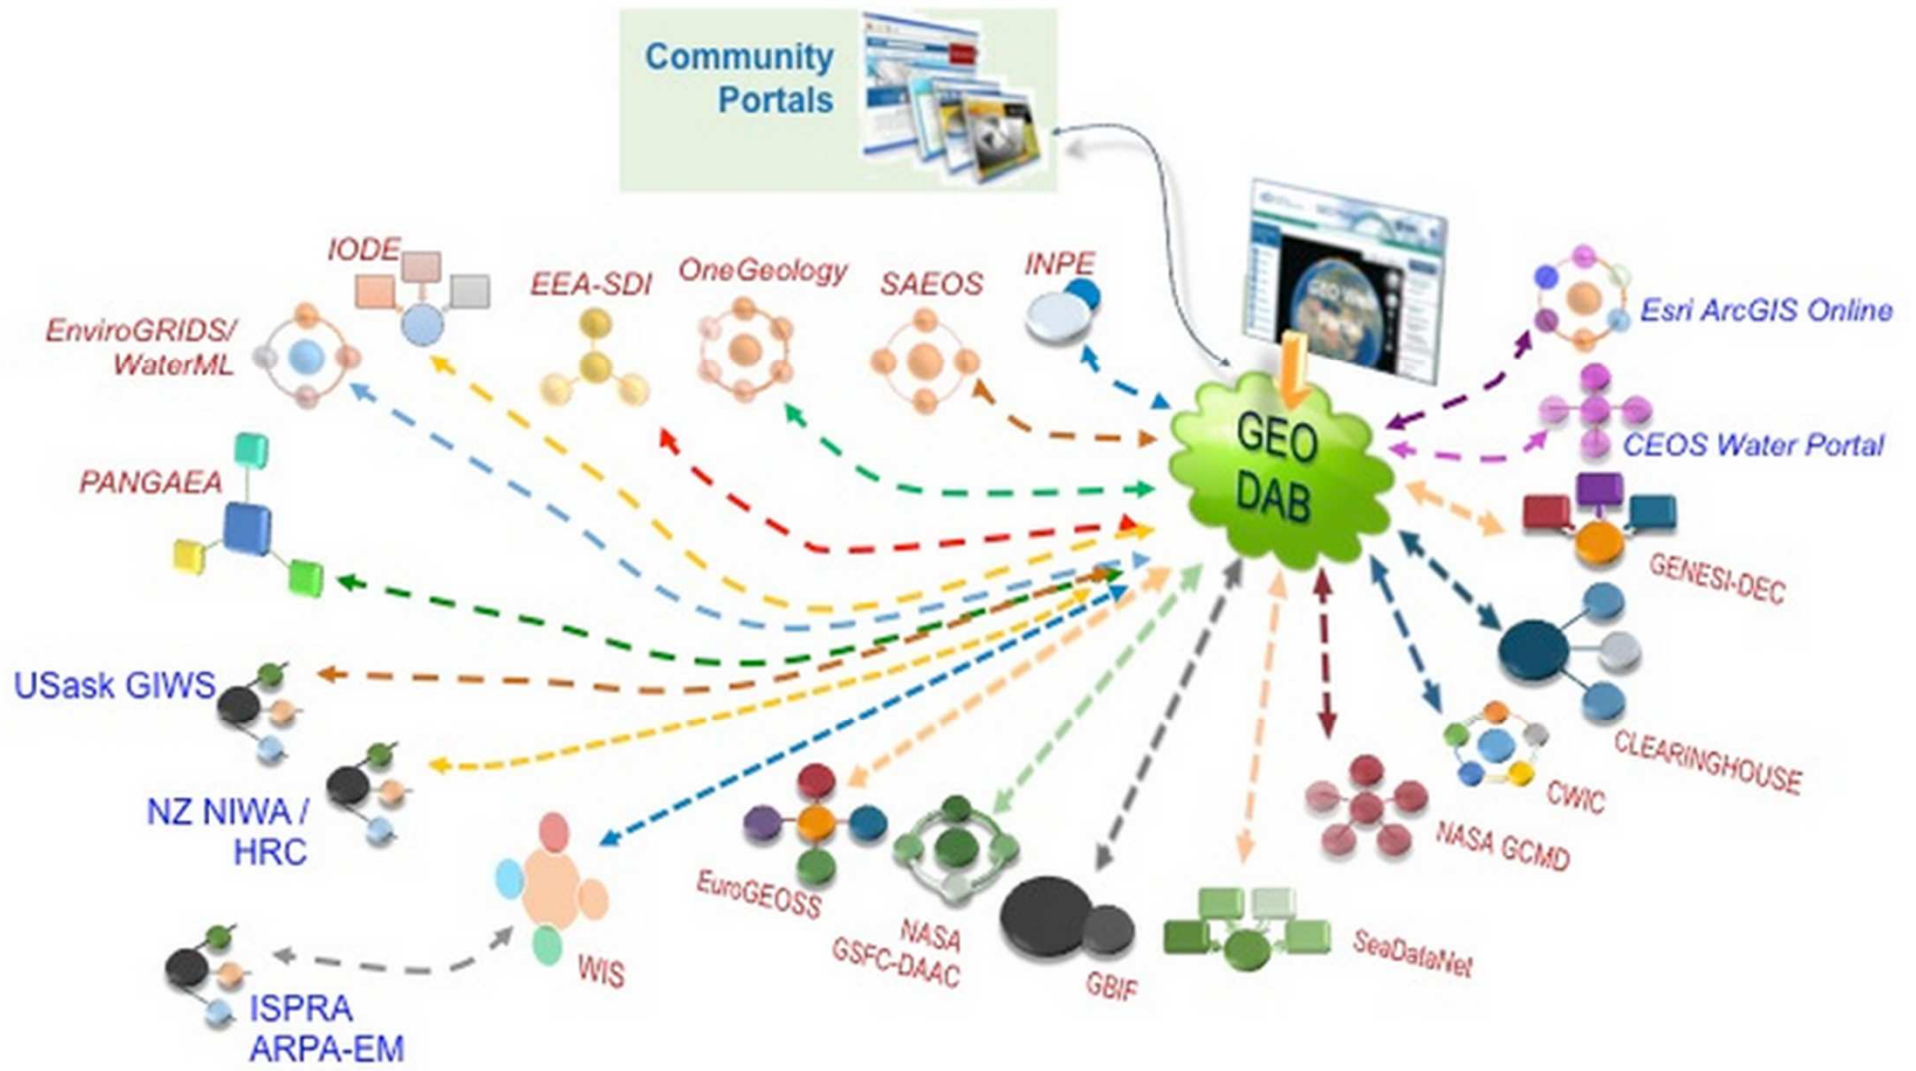 Community
Portals
IODE
EEA-SDI
OneGeology
SAEOS
INPE
EnviroGRIDS/
WaterML
Esri ArcGIS Online
CEOS Water Portal
GEO
DAB
PANGAEA
GENESI-DEC
USask GIWS
CLEARINGHOUSE
CWIC
NZ NIWA /
HRC
NASA GCMD
EuroGEOSS
NASA
GSFC-DAAC
GBIF
SeaDataNet
WIS
ISPRA
ARPA-EM